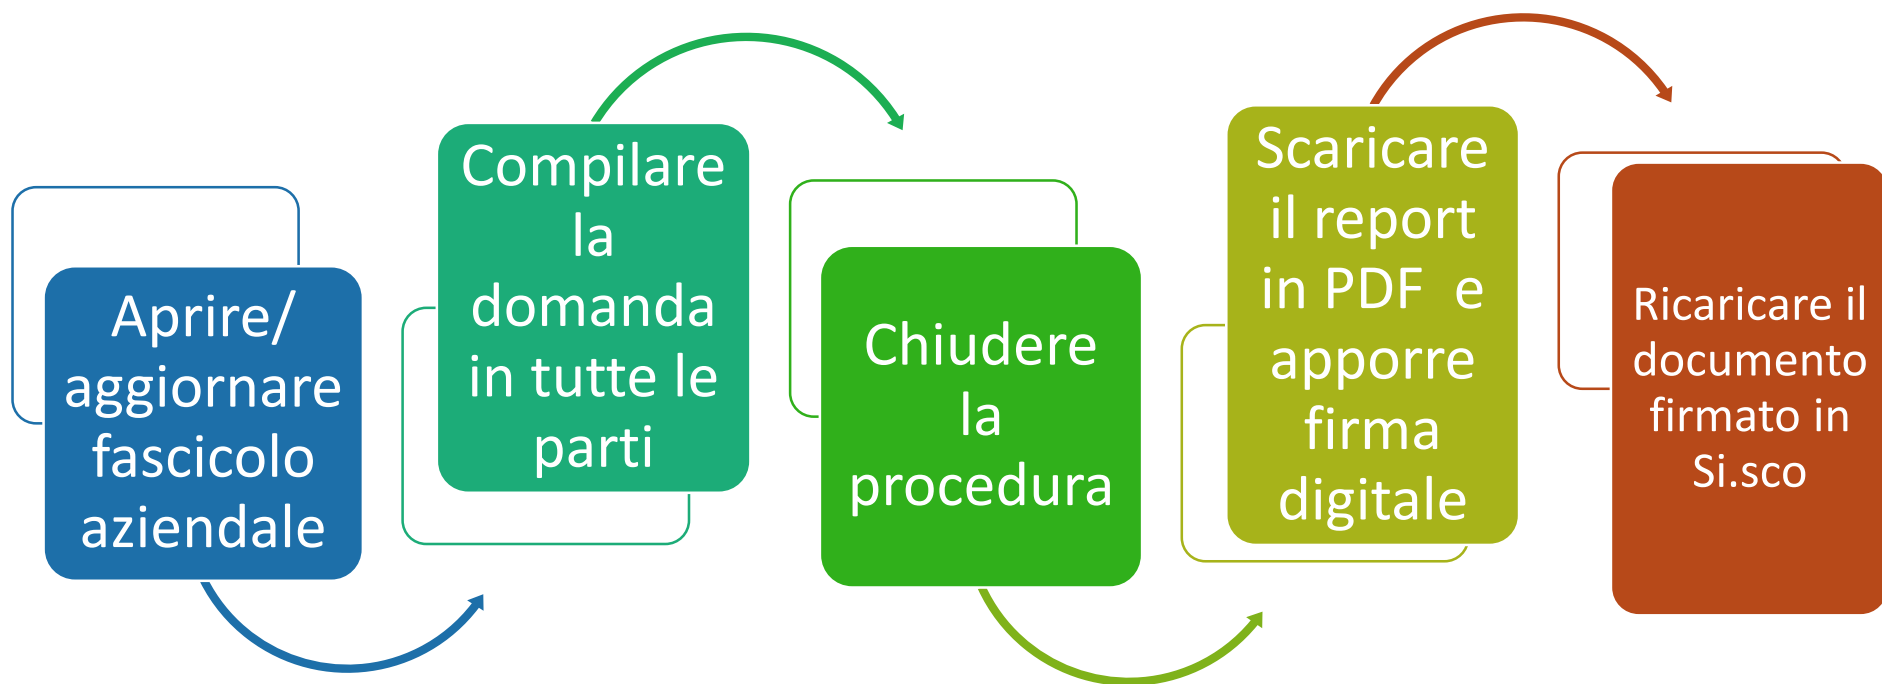 Aprire/
aggiornare
fascicolo
aziendale
Compilare
la
domanda
in tutte le
parti
Chiudere
la
procedura
Scaricare
il report
in PDF  e
apporre
firma
digitale
Ricaricare il
documento
firmato in
Si.sco